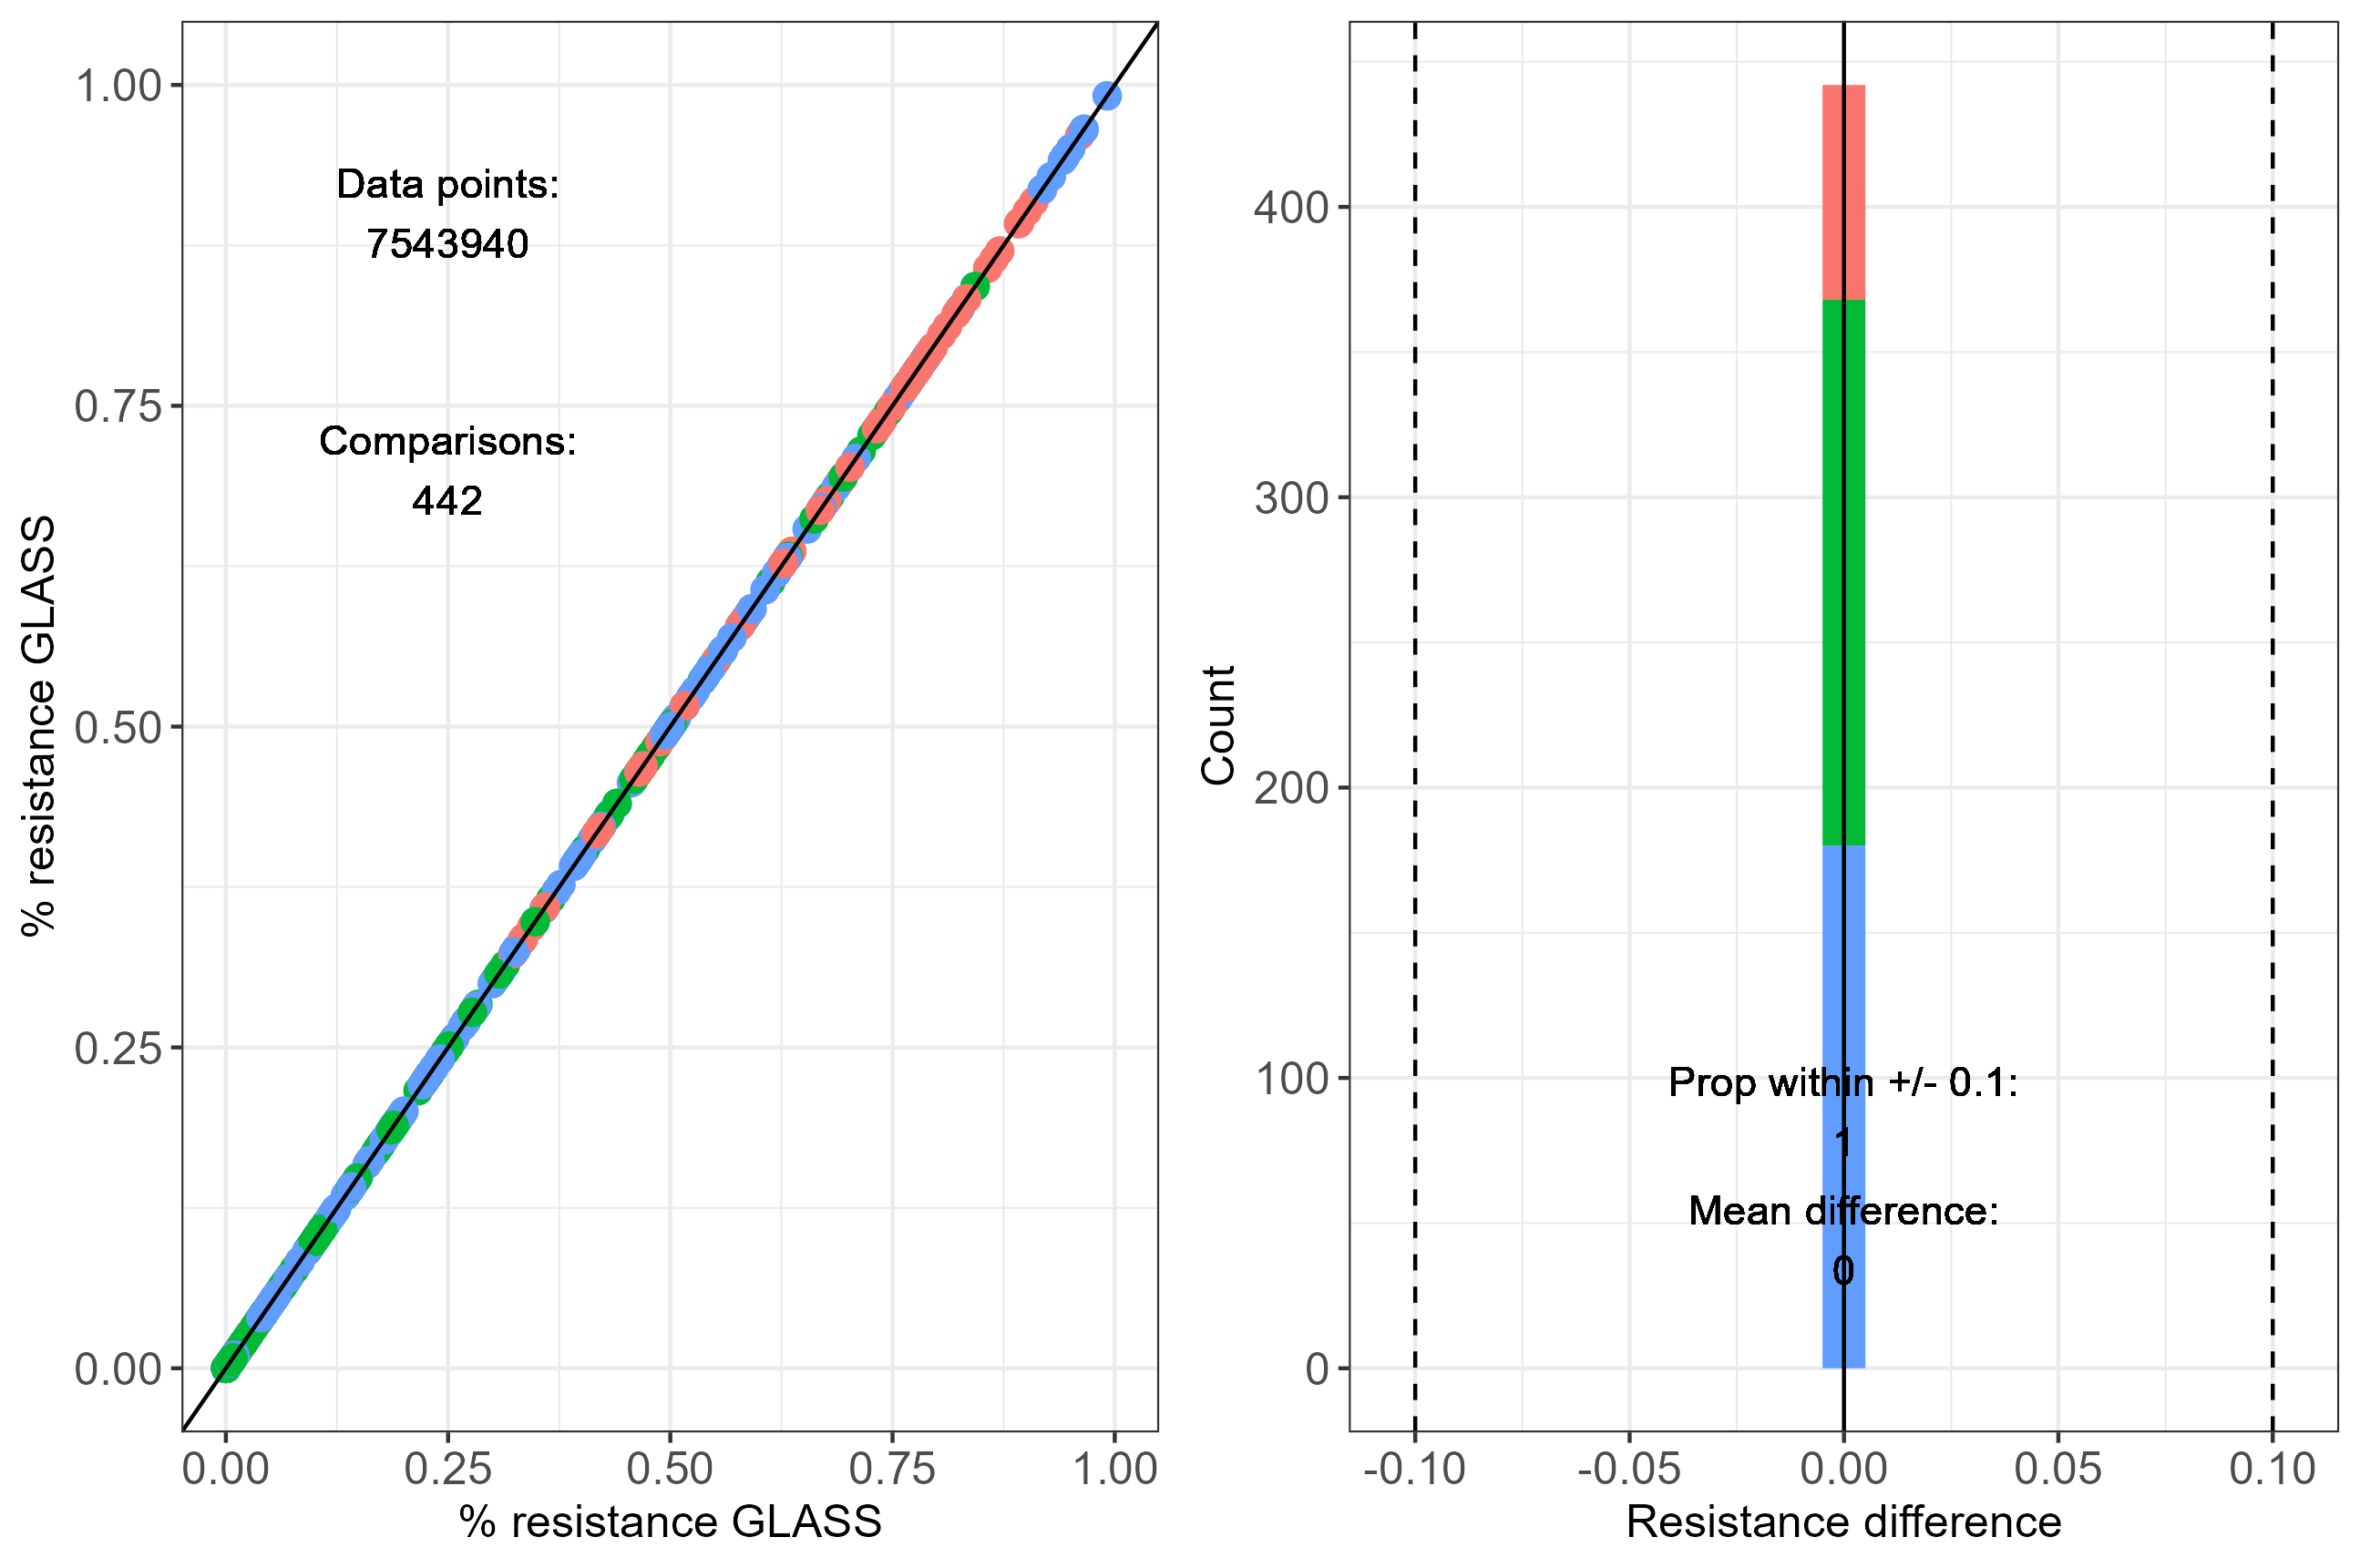 1.00
0.75
0.50
0.25
0.00
% resistance GLASS
Data points:
7543940
Comparisons:
442
0.00 0.25 0.50 0.75 1.00
% resistance GLASS
400
300
200
100
0
Count
Prop within +/- 0.1:
1
Mean difference:
0
-0.10 -0.05 0.00 0.05 0.10
Resistance difference